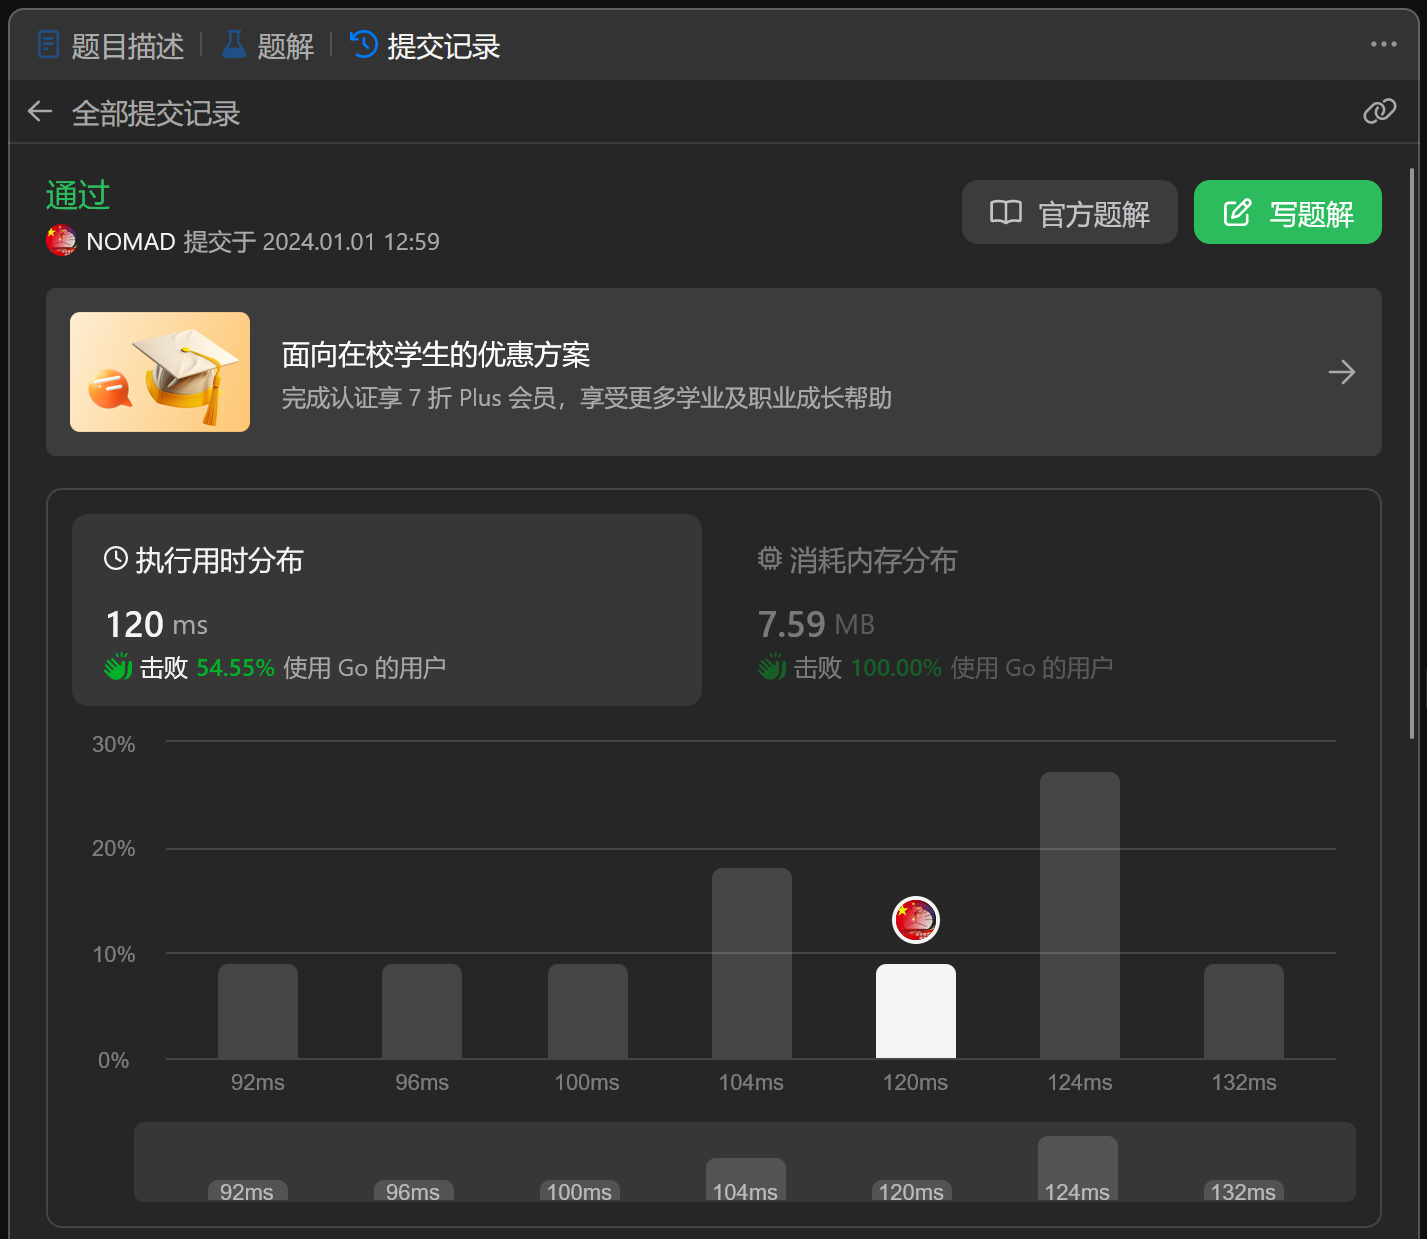 题目描述 题解 提交记录
全部提交记录
通过
NOMAD 提交于 2024.01.01 12:59
官方题解
写题解
面向在校学生的优惠方案
完成认证享 7 折 Plus 会员，享受更多学业及职业成长帮助
执行用时分布
120 ms
击败 54.55% 使用 Go 的用户
消耗内存分布
7.59 MB
击败 100.00% 使用 Go 的用户
30%
20%
10%
0%
92ms 96ms 100ms 104ms 120ms 124ms 132ms
92ms 96ms 100ms 104ms 120ms 124ms 132ms